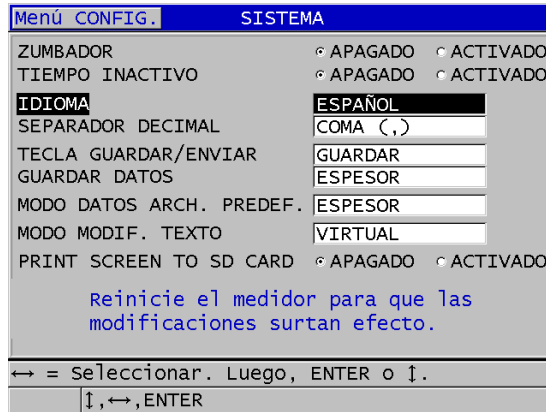 Menú CONFIG. SISTEMA
ZUMBADOR APAGADO ACTIVADO
TIEMPO INACTIVO APAGADO ACTIVADO
IDIOMA ESPAÑOL
SEPARADOR DECIMAL COMA (,)
TECLA GUARDAR/ENVIAR GUARDAR
GUARDAR DATOS ESPESOR
MODO DATOS ARCH. PREDEF. ESPESOR
MODO MODIF. TEXTO VIRTUAL
PRINT SCREEN TO SD CARD APAGADO ACTIVADO
Reinicie el medidor para que las
modificaciones surtan efecto.
↔ = Seleccionar. Luego, ENTER o ↕.
↕,↔,ENTER